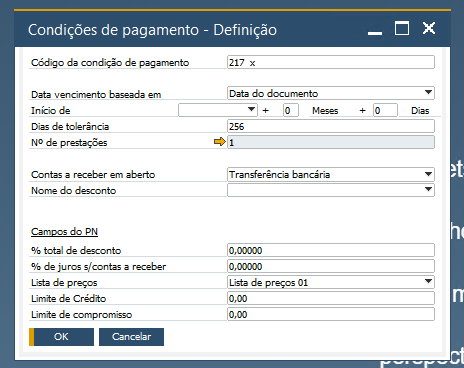 Condições de pagamento - Definição
Código da condição de pagamento 217 x
Data vencimento baseada em Data do documento
Início de + 0 Meses + 0 Dias
Dias de tolerância 256
Nº de prestações 1
Contas a receber em aberto Transferência bancária
Nome do desconto
Campos do PN
% total de desconto 0,00000
% de juros s/contas a receber 0,00000
Lista de preços Lista de preços 01
Limite de Crédito 0,00
Limite de compromisso 0,00
OK Cancelar